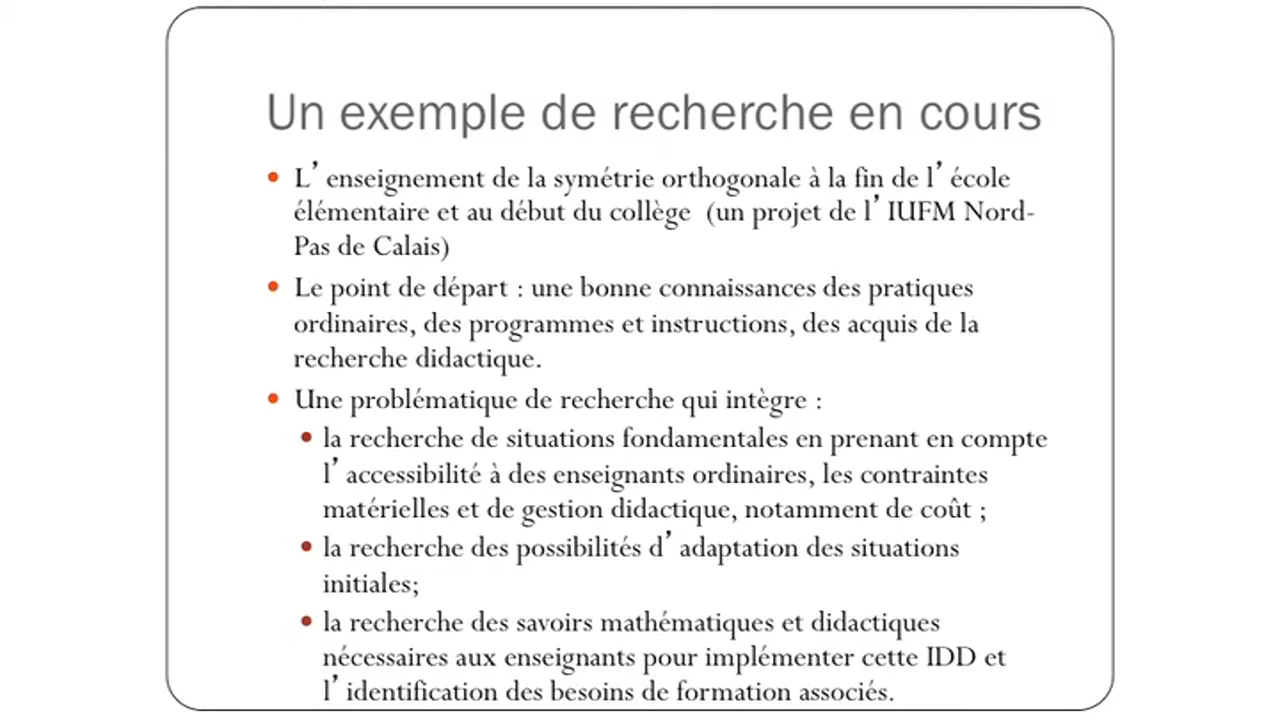 Un exemple de recherche en cours
• L’ enseignement de la symétrie orthogonale à la fin de l’ école
élémentaire et au début du collège (un projet de l’ IUFM Nord-
Pas de Calais)
• Le point de départ : une bonne connaissances des pratiques
ordinaires, des programmes et instructions, des acquis de la
recherche didactique.
• Une problématique de recherche qui intègre :
• la recherche de situations fondamentales en prenant en compte
l’ accessibilité à des enseignants ordinaires, les contraintes
matérielles et de gestion didactique, notamment de coût ;
• la recherche des possibilités d’ adaptation des situations
initiales;
• la recherche des savoirs mathématiques et didactiques
nécessaires aux enseignants pour implémenter cette IDD et
l’ identification des besoins de formation associés.